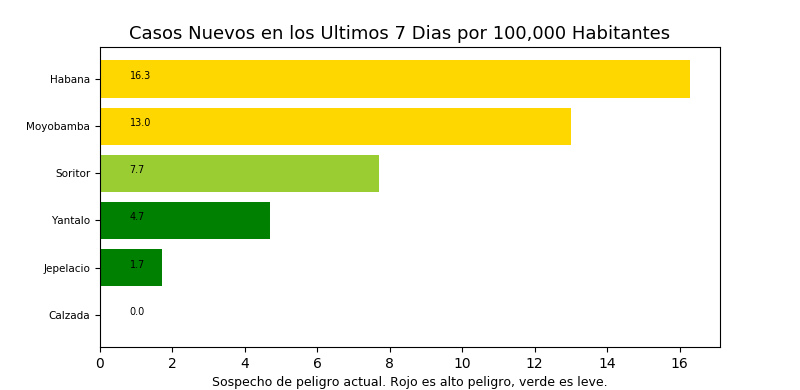 Casos Nuevos en los Ultimos 7 Dias por 100,000 Habitantes
Habana 16.3
Moyobamba 13.0
Soritor 7.7
Yantalo 4.7
Jepelacio 1.7
Calzada 0.0
0 2 4 6 8 10 12 14 16
Sospecho de peligro actual. Rojo es alto peligro, verde es leve.